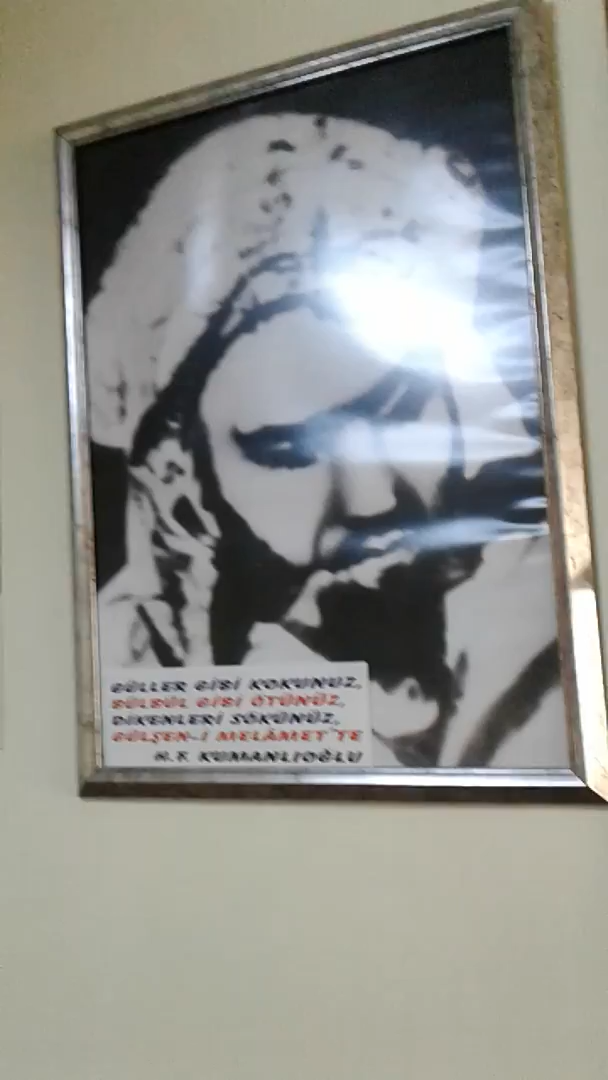 GÜLLER GİBİ KOKUNUZ,
BÜLBÜL GİBİ ÖTÜNÜZ,
DİKENLERİ SÖKÜNÜZ,
GÜLŞEN-İ MELÂMET'TE
H.F. KUMANLIOĞLU